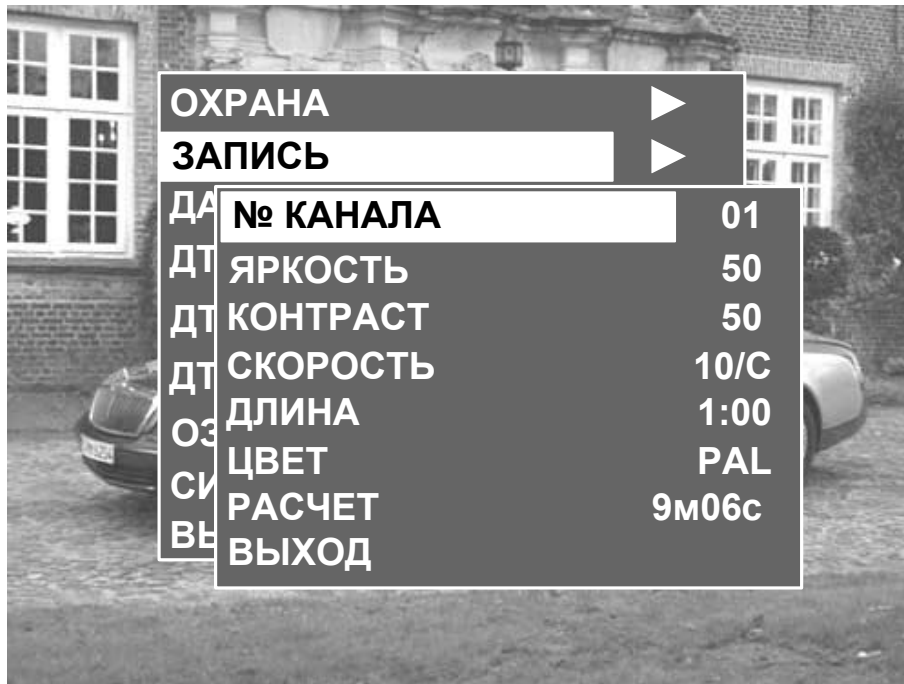 ОХРАНА
ЗАПИСЬ
№ КАНАЛА 01
ЯРКОСТЬ 50
КОНТРАСТ 50
СКОРОСТЬ 10/С
ДЛИНА 1:00
ЦВЕТ PAL
РАСЧЕТ 9м06с
ВЫХОД